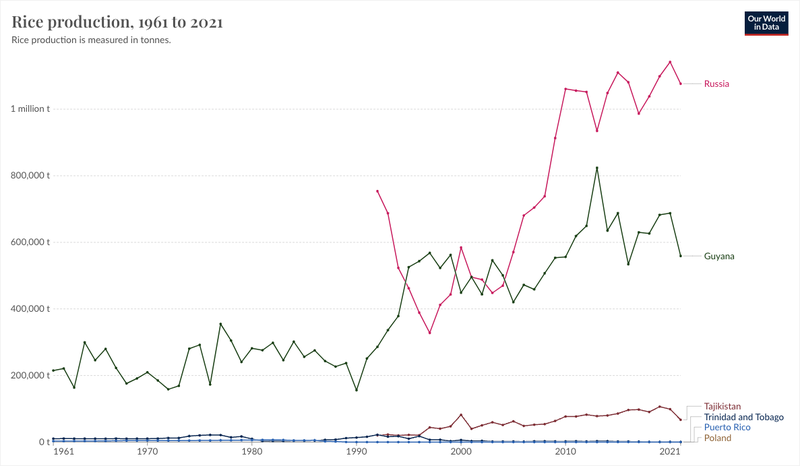 Rice production, 1961 to 2021
Rice production is measured in tonnes.
Our World
in Data
1 million t
800,000 t
600,000 t
400,000 t
200,000 t
0 t
1961
1970
1980
1990
2000
2010
2021
Russia
Guyana
Tajikistan
Trinidad and Tobago
Puerto Rico
Poland